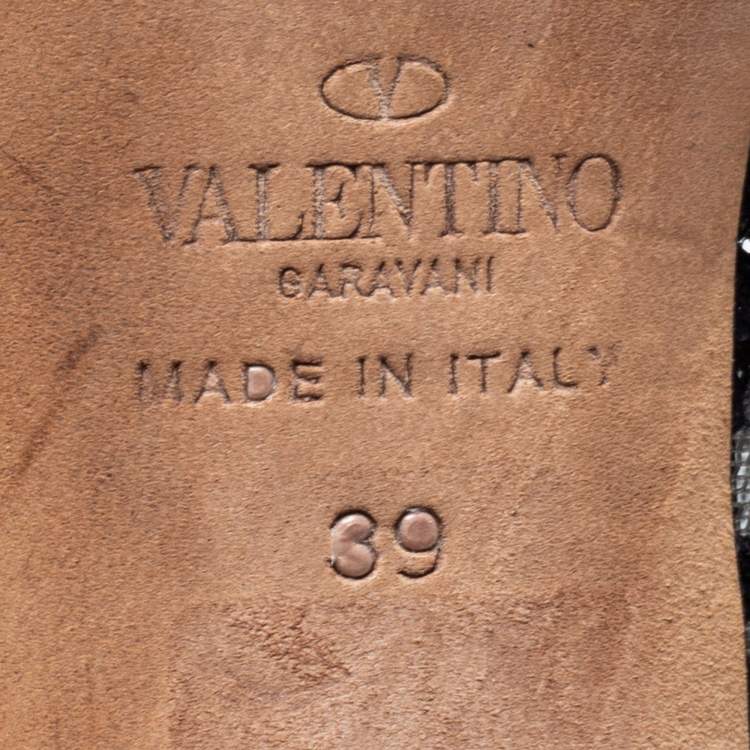 V
VALENTINO
GARAVANI
MADE IN ITALY
39